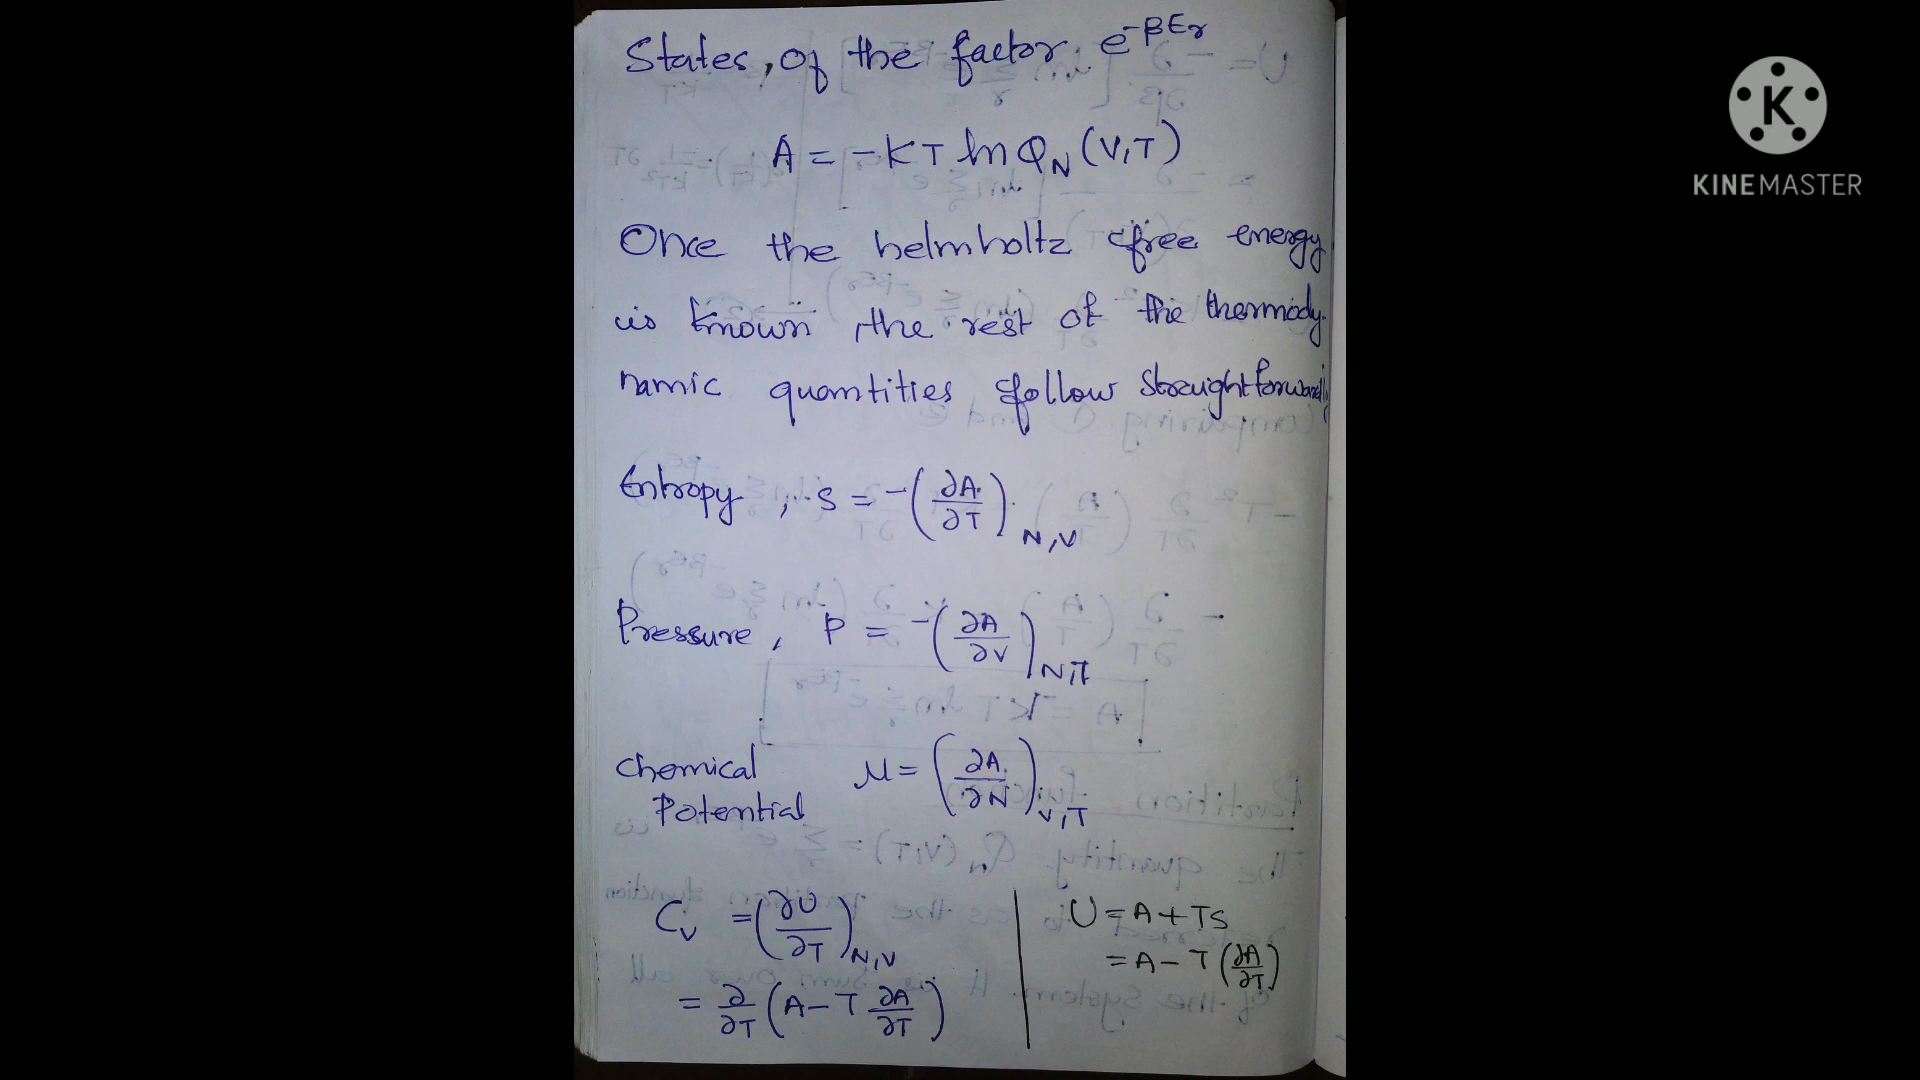 States, of the factor e^{-βEr}
A = -KT ln Q_N (V,T)
Once the helmholtz free energy
is known, the rest of the thermody-
namic quantities follow straightforwardly
Entropy, S = -(∂A/∂T)_{N,V}
Pressure, P = -(∂A/∂V)_{N,T}
Chemical
Potential μ = (∂A/∂N)_{V,T}
C_V = (∂U/∂T)_{N,V}
= ∂/∂T (A - T ∂A/∂T)
U = A + TS
= A - T (∂A/∂T)
K
KINEMASTER